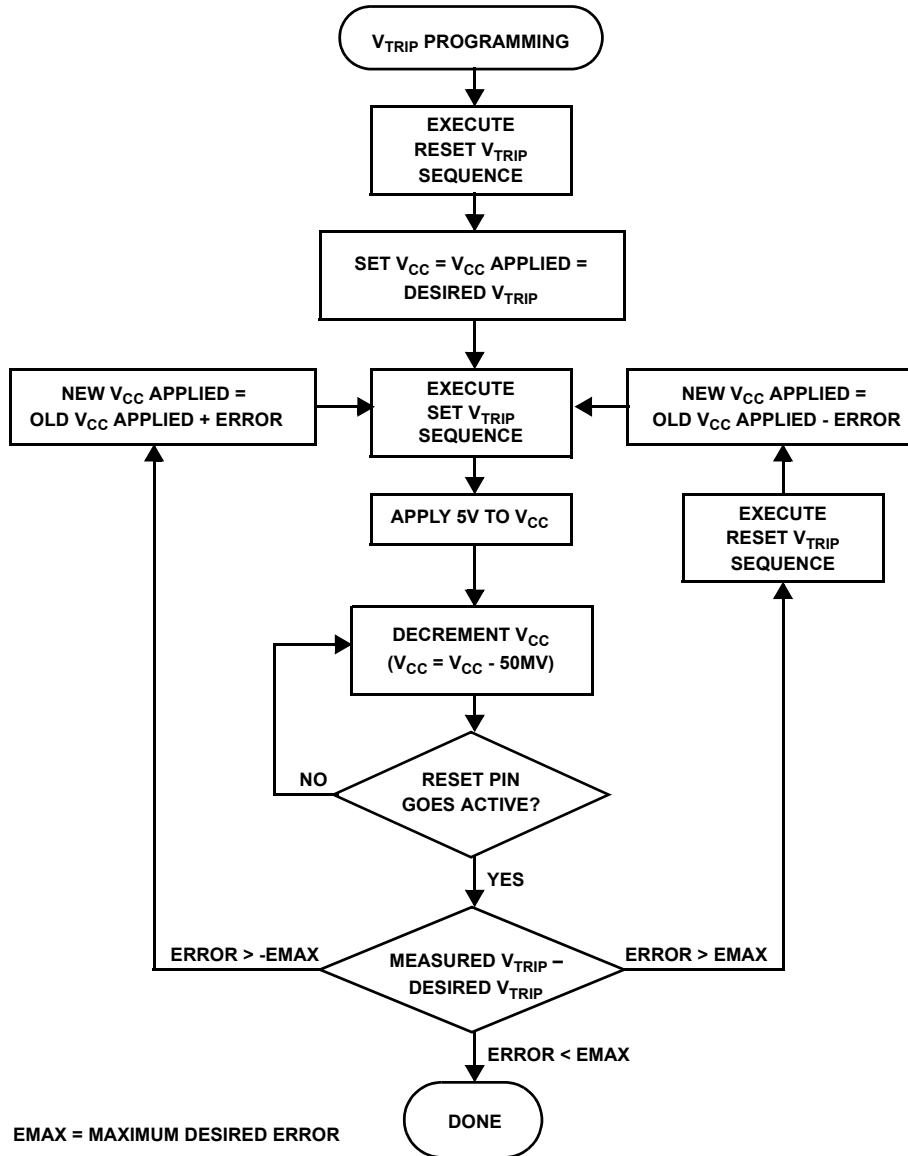 VTRIP PROGRAMMING
EXECUTE
RESET VTRIP
SEQUENCE
SET VCC = VCC APPLIED =
DESIRED VTRIP
NEW VCC APPLIED =
OLD VCC APPLIED + ERROR
EXECUTE
SET VTRIP
SEQUENCE
NEW VCC APPLIED =
OLD VCC APPLIED - ERROR
APPLY 5V TO VCC
EXECUTE
RESET VTRIP
SEQUENCE
DECREMENT VCC
(VCC = VCC - 50MV)
NO
RESET PIN
GOES ACTIVE?
YES
ERROR > -EMAX
MEASURED VTRIP –
DESIRED VTRIP
ERROR > EMAX
ERROR < EMAX
DONE
EMAX = MAXIMUM DESIRED ERROR